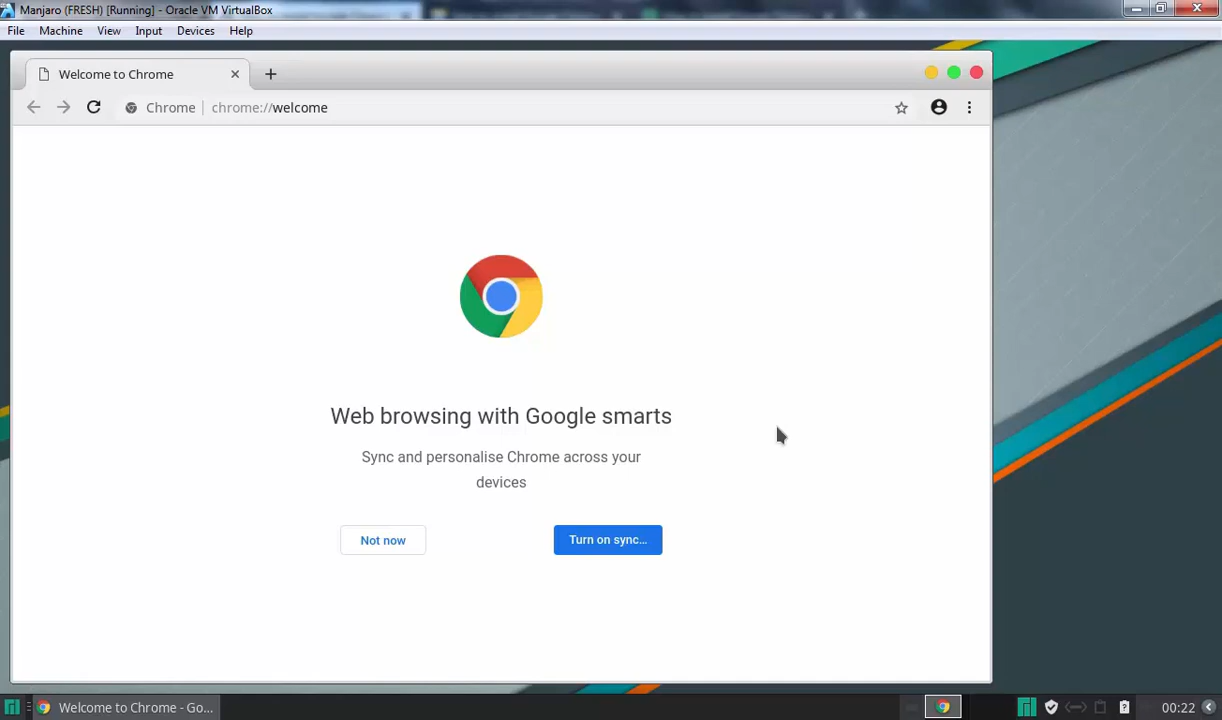 Manjaro (FRESH) [Running] - Oracle VM VirtualBox
File Machine View Input Devices Help
Welcome to Chrome
Chrome | chrome://welcome
Web browsing with Google smarts
Sync and personalise Chrome across your
devices
Not now Turn on sync...
Welcome to Chrome - Go...
00:22